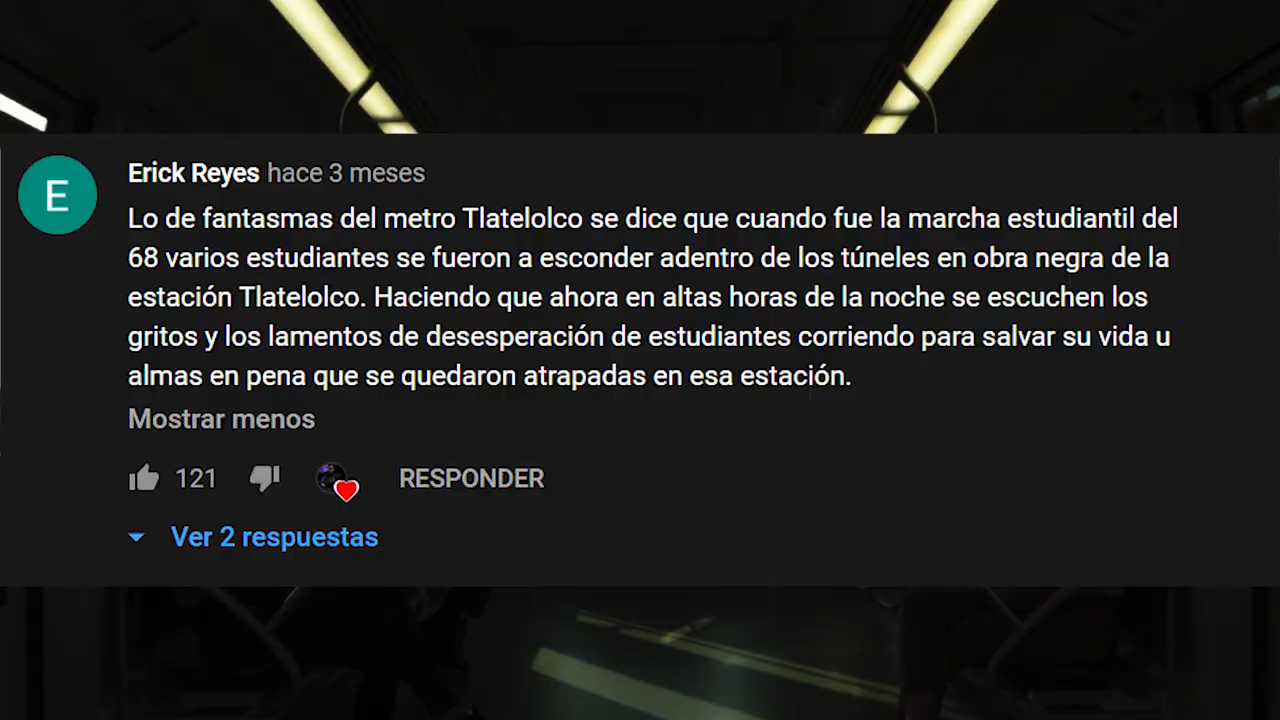 E
Erick Reyes hace 3 meses
Lo de fantasmas del metro Tlatelolco se dice que cuando fue la marcha estudiantil del
68 varios estudiantes se fueron a esconder adentro de los túneles en obra negra de la
estación Tlatelolco. Haciendo que ahora en altas horas de la noche se escuchen los
gritos y los lamentos de desesperación de estudiantes corriendo para salvar su vida u
almas en pena que se quedaron atrapadas en esa estación.
Mostrar menos
121 RESPONDER
Ver 2 respuestas